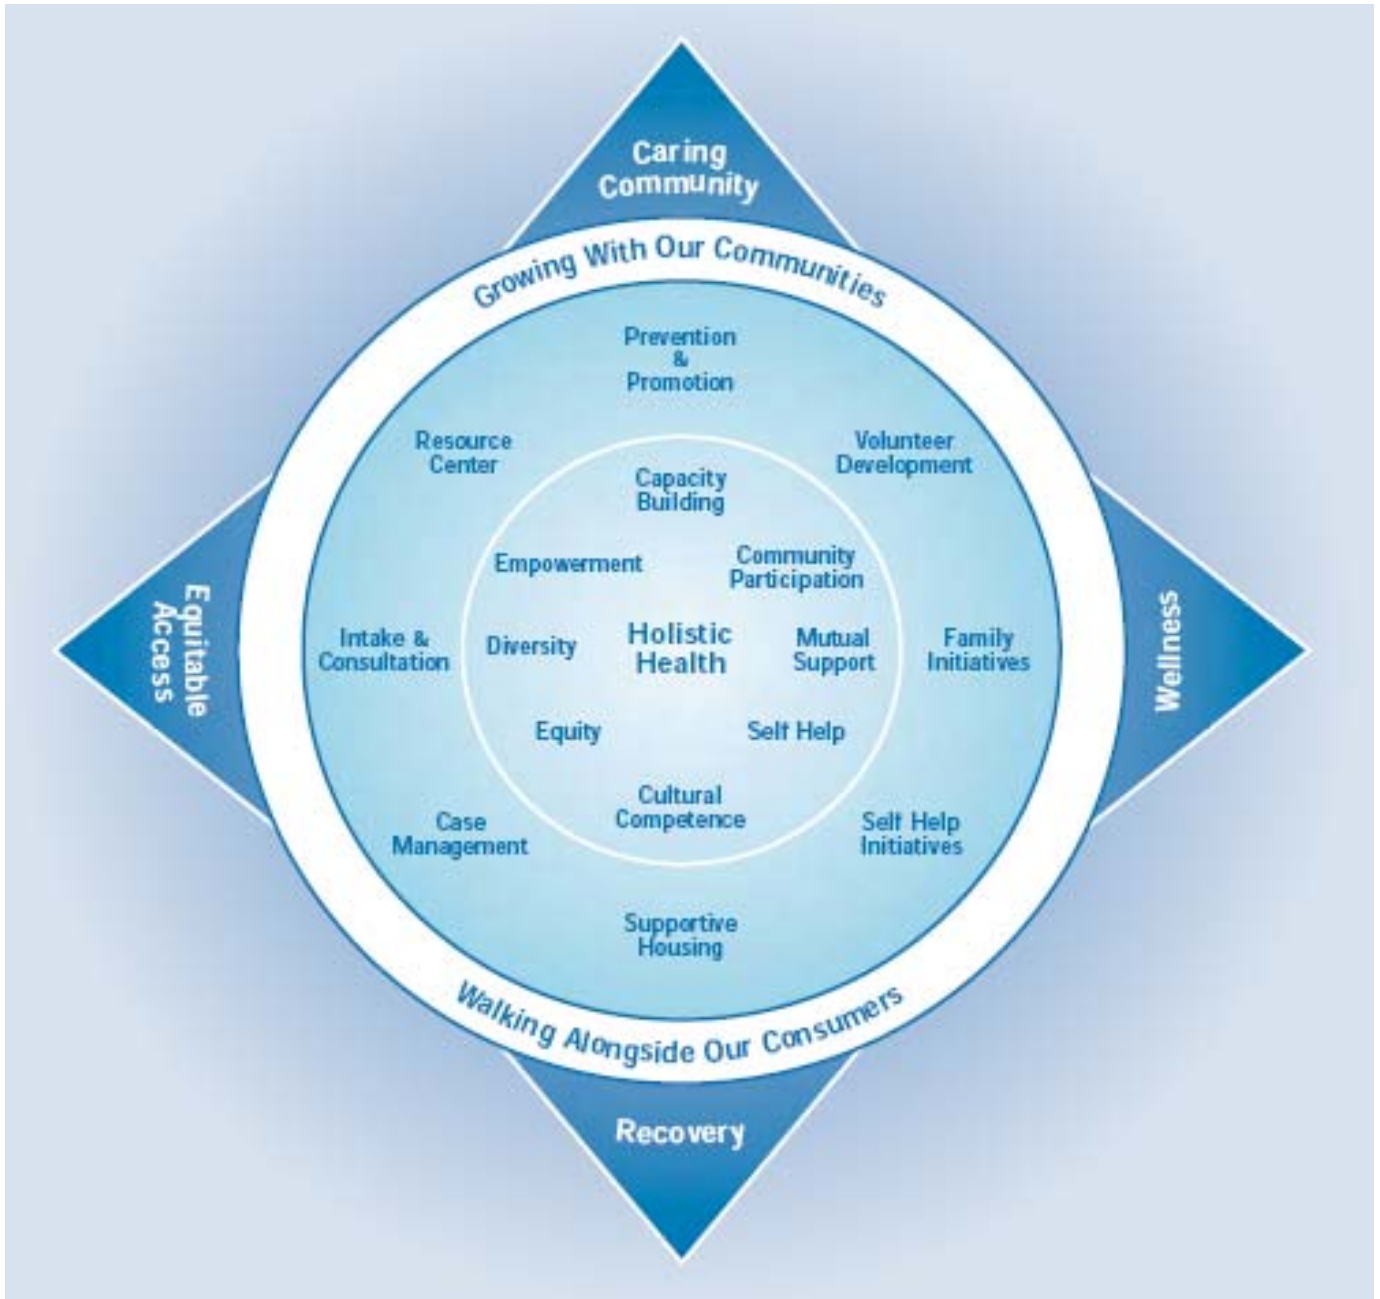 Caring
Community
Growing With Our Communities
Prevention
&
Promotion
Resource
Center
Volunteer
Development
Capacity
Building
Empowerment
Community
Participation
Equitable
Access
Intake &
Consultation
Diversity
Holistic
Health
Mutual
Support
Family
Initiatives
Wellness
Equity
Self Help
Cultural
Competence
Case
Management
Self Help
Initiatives
Supportive
Housing
Walking Alongside Our Consumers
Recovery